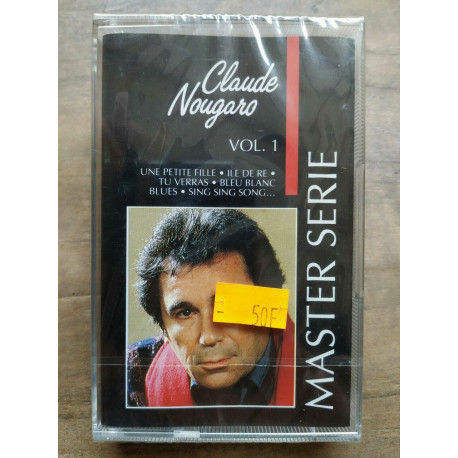 Claude
Nougaro
VOL. 1
UNE PETITE FILLE • ILE DE RE •
TU VERRAS • BLEU BLANC
BLUES • SING SING SONG...
MASTER SERIE
- 50F